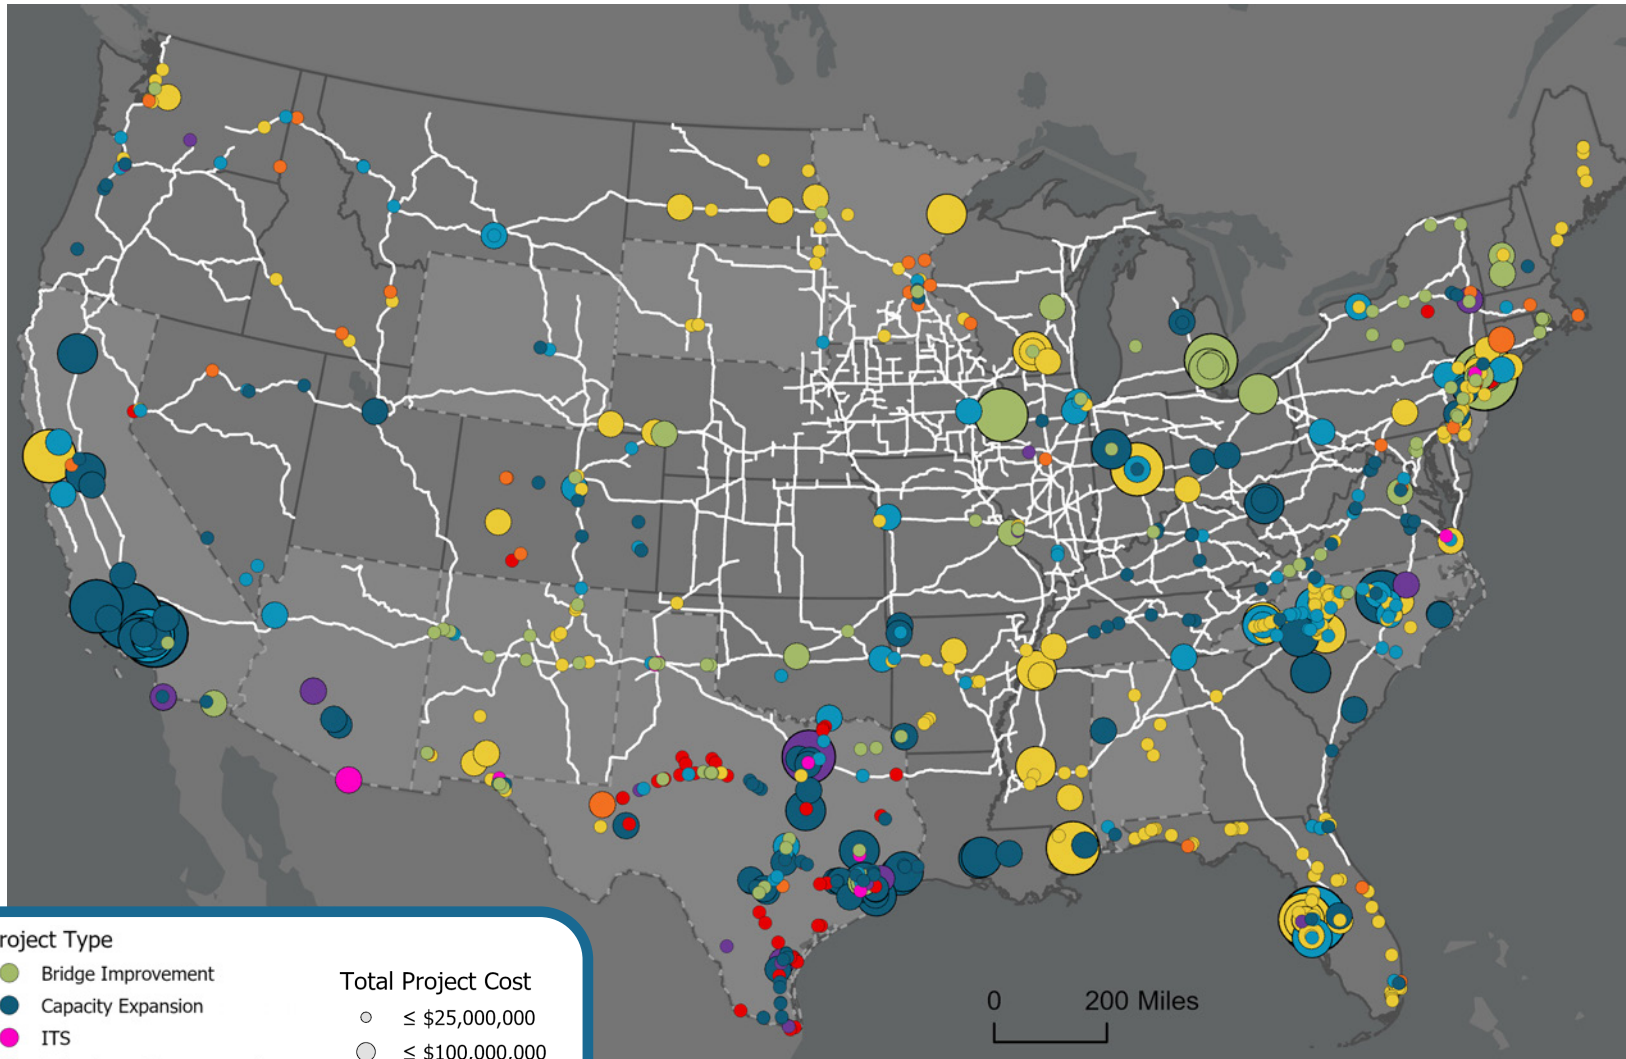 0 200 Miles
roject Type
Bridge Improvement
Capacity Expansion
ITS
Total Project Cost
≤ $25,000,000
≤ $100,000,000